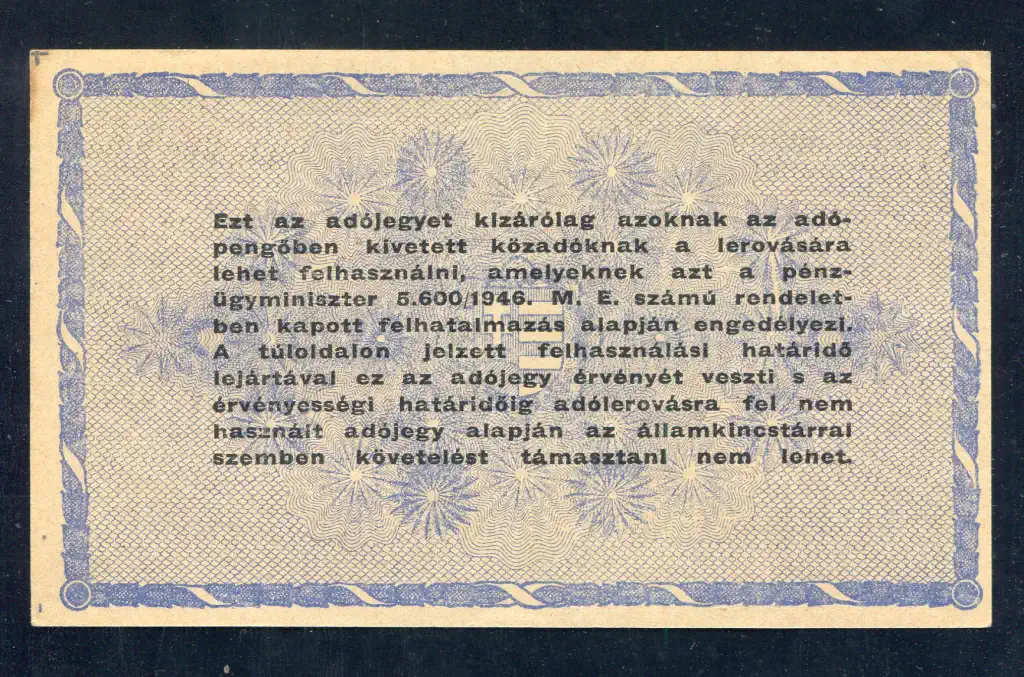 Ezt az adójegyet kizárólag azoknak az adó-
pengőben kivetett közadóknak a lerovására
lehet felhasználni, amelyeknek azt a pénz-
ügyminiszter 5.600/1946. M. E. számú rendelet-
ben kapott felhatalmazás alapján engedélyezi.
A túloldalon jelzett felhasználási határidő
lejártával ez az adójegy érvényét veszti s az
érvényességi határidőig adólerovásra fel nem
használt adójegy alapján az államkincstárral
szemben követelést támasztani nem lehet.